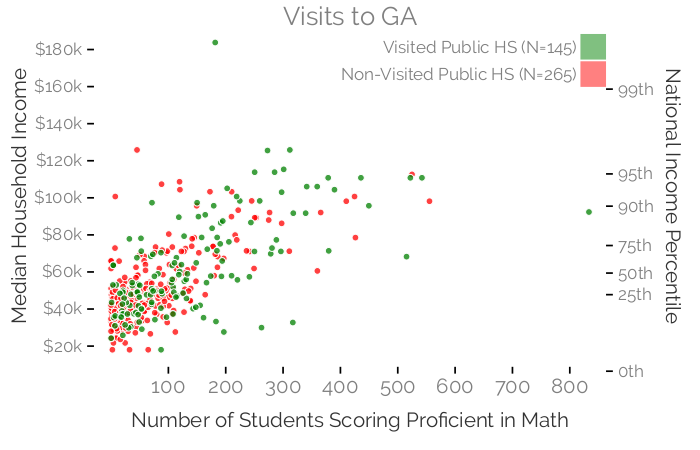 Visits to GA
Visited Public HS (N=145)
Non-Visited Public HS (N=265)
Median Household Income
$180k
$160k
$140k
$120k
$100k
$80k
$60k
$40k
$20k
National Income Percentile
99th
95th
90th
75th
50th
25th
0th
100 200 300 400 500 600 700 800
Number of Students Scoring Proficient in Math